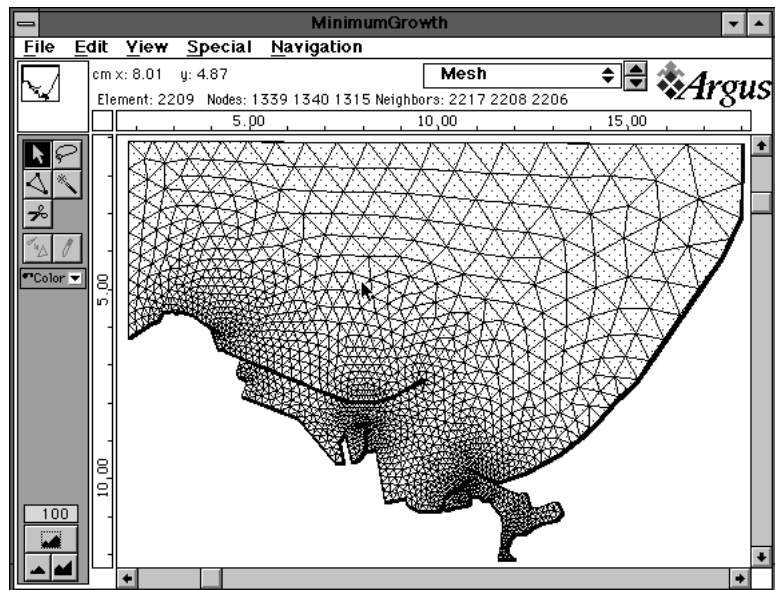 MinimumGrowth
File Edit View Special Navigation
cm x: 8.01 y: 4.87
Mesh
Argus
Element: 2209 Nodes: 1339 1340 1315 Neighbors: 2217 2208 2206
5.00 10.00 15.00
Color
5.00
10.00
100